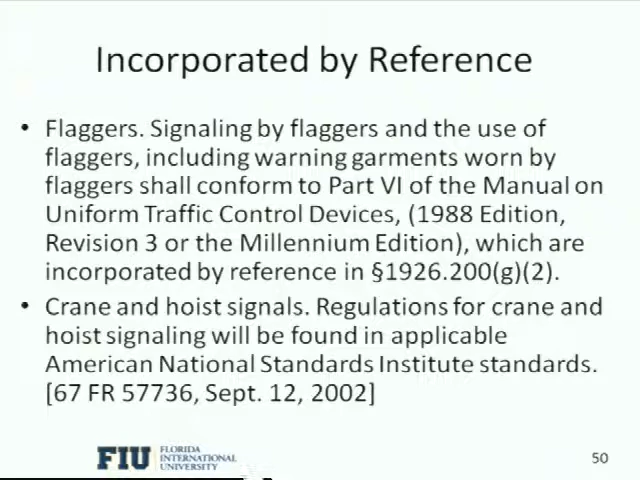 Incorporated by Reference
• Flaggers. Signaling by flaggers and the use of
flaggers, including warning garments worn by
flaggers shall conform to Part VI of the Manual on
Uniform Traffic Control Devices, (1988 Edition,
Revision 3 or the Millennium Edition), which are
incorporated by reference in §1926.200(g)(2).
• Crane and hoist signals. Regulations for crane and
hoist signaling will be found in applicable
American National Standards Institute standards.
[67 FR 57736, Sept. 12, 2002]
FIU FLORIDA
INTERNATIONAL
UNIVERSITY
50